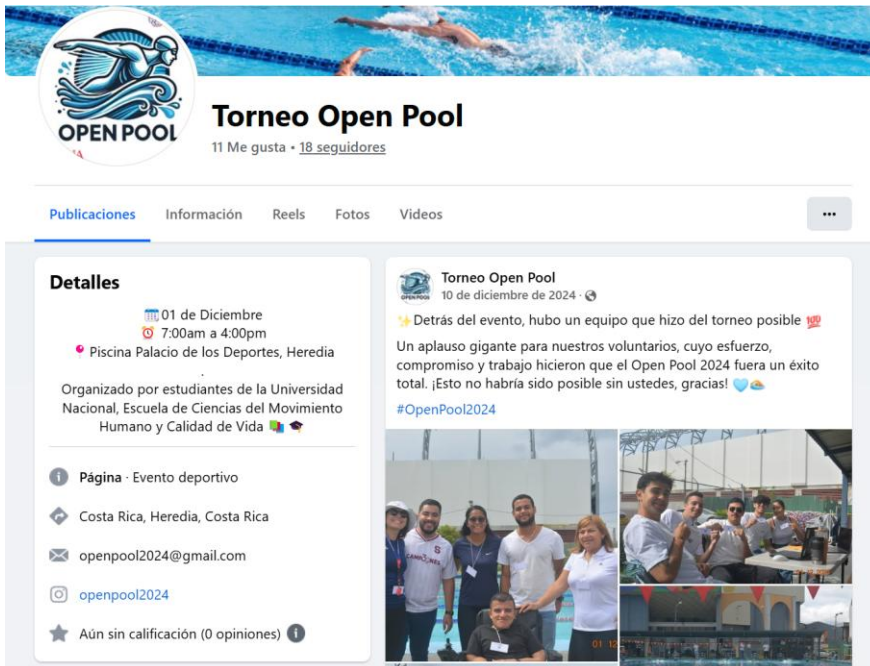 OPEN POOL
Torneo Open Pool
11 Me gusta • 18 seguidores
Publicaciones
Información
Reels
Fotos
Videos
...
Detalles
🗓️ 01 de Diciembre
⏰ 7:00am a 4:00pm
📍 Piscina Palacio de los Deportes, Heredia
.
Organizado por estudiantes de la Universidad
Nacional, Escuela de Ciencias del Movimiento
Humano y Calidad de Vida 📚 🎓
Página · Evento deportivo
Costa Rica, Heredia, Costa Rica
openpool2024@gmail.com
openpool2024
Aún sin calificación (0 opiniones)
OPEN POOL
Torneo Open Pool
10 de diciembre de 2024 ·
✨Detrás del evento, hubo un equipo que hizo del torneo posible 💯
Un aplauso gigante para nuestros voluntarios, cuyo esfuerzo,
compromiso y trabajo hicieron que el Open Pool 2024 fuera un éxito
total. ¡Esto no habría sido posible sin ustedes, gracias! 🩵🏊
#OpenPool2024